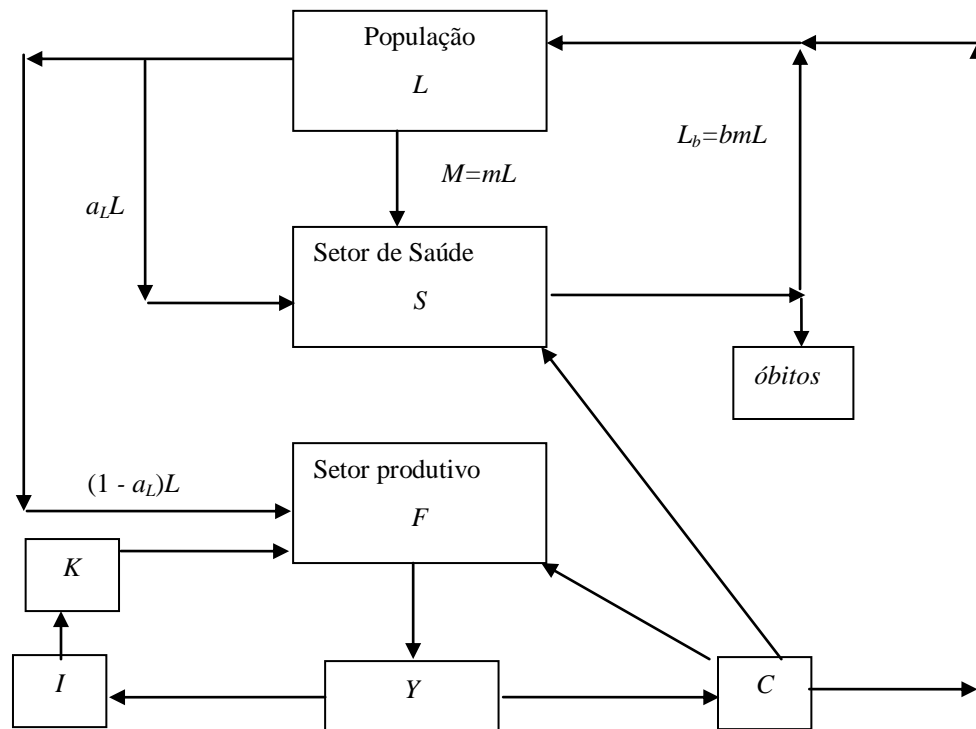 População
L
L_b=bmL
M=mL
a_LL
Setor de Saúde
S
óbitos
Setor produtivo
(1 - a_L)L
F
K
I
Y
C